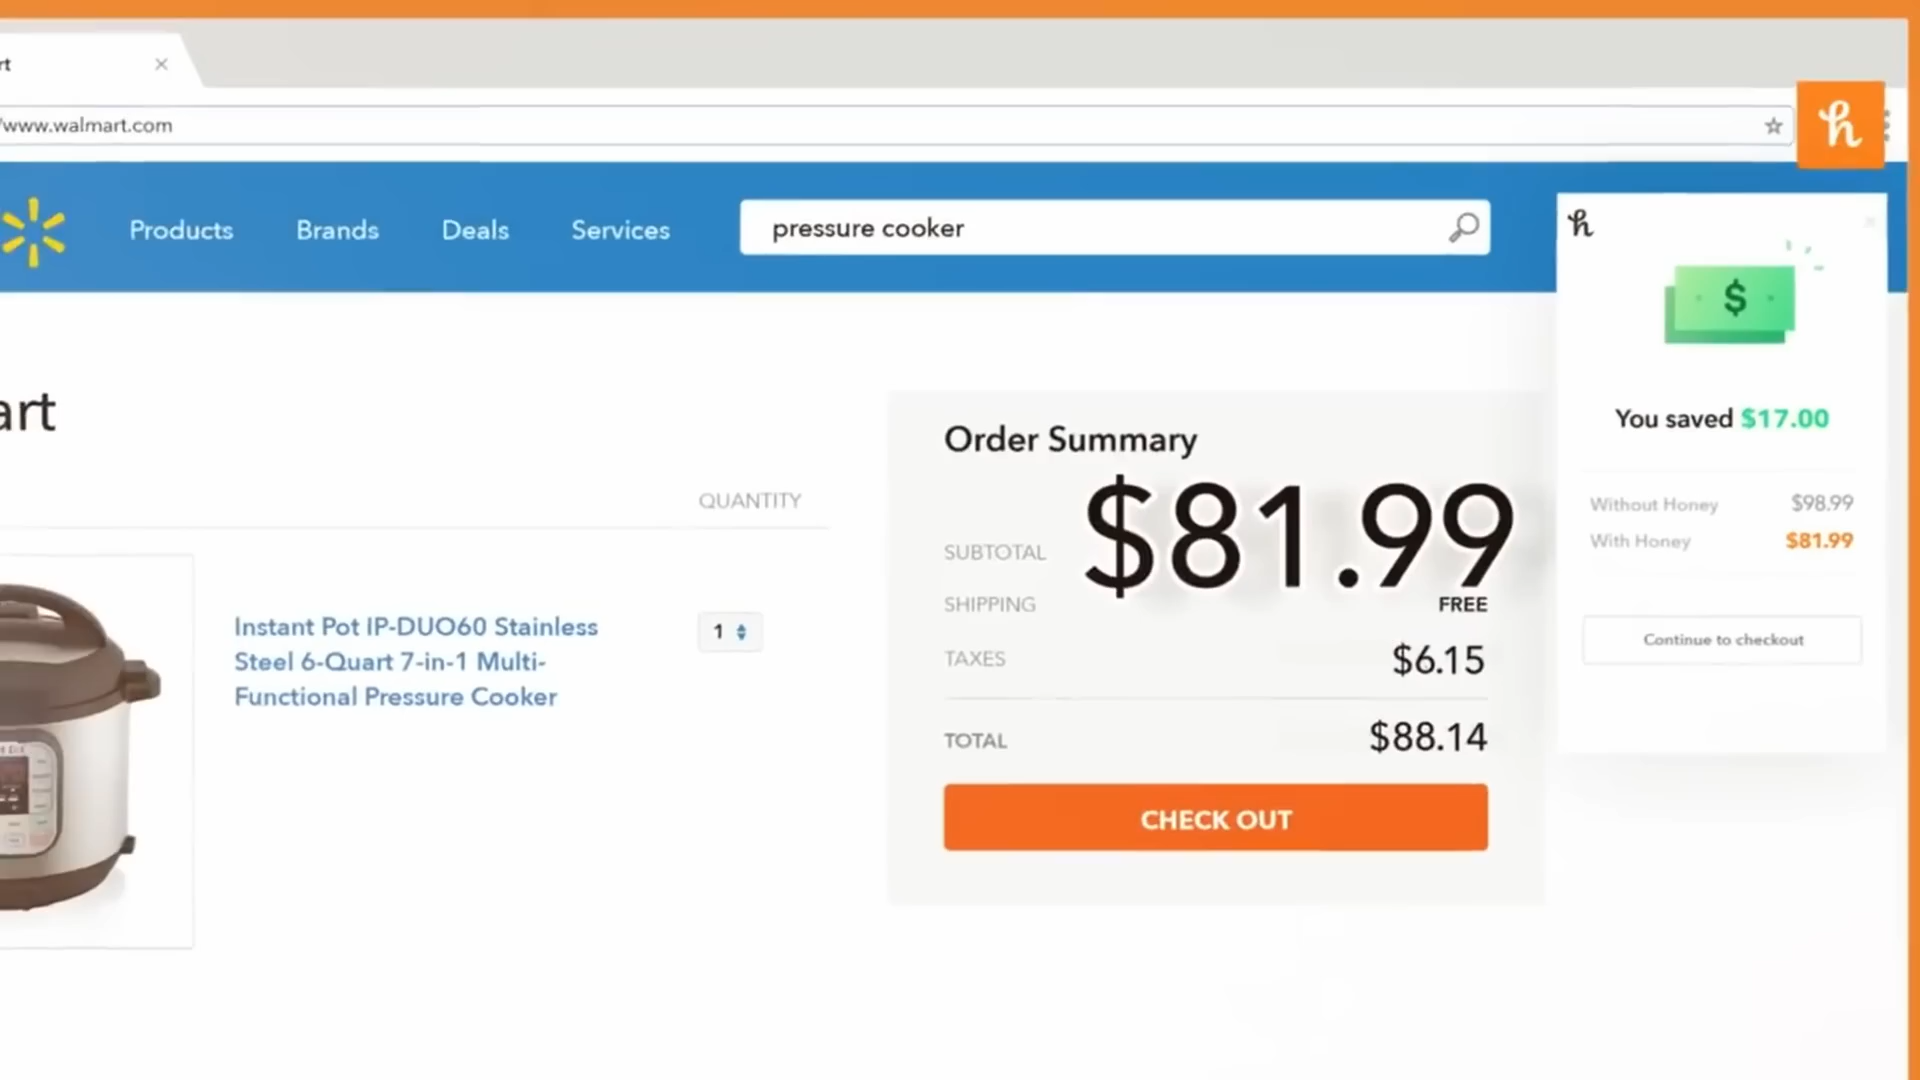 rt
/www.walmart.com
h
Products Brands Deals Services
pressure cooker
h
$
You saved $17.00
Without Honey $98.99
With Honey $81.99
Continue to checkout
art
QUANTITY
Instant Pot IP-DUO60 Stainless
Steel 6-Quart 7-in-1 Multi-
Functional Pressure Cooker
1
Order Summary
SUBTOTAL $81.99
SHIPPING FREE
TAXES $6.15
TOTAL $88.14
CHECK OUT